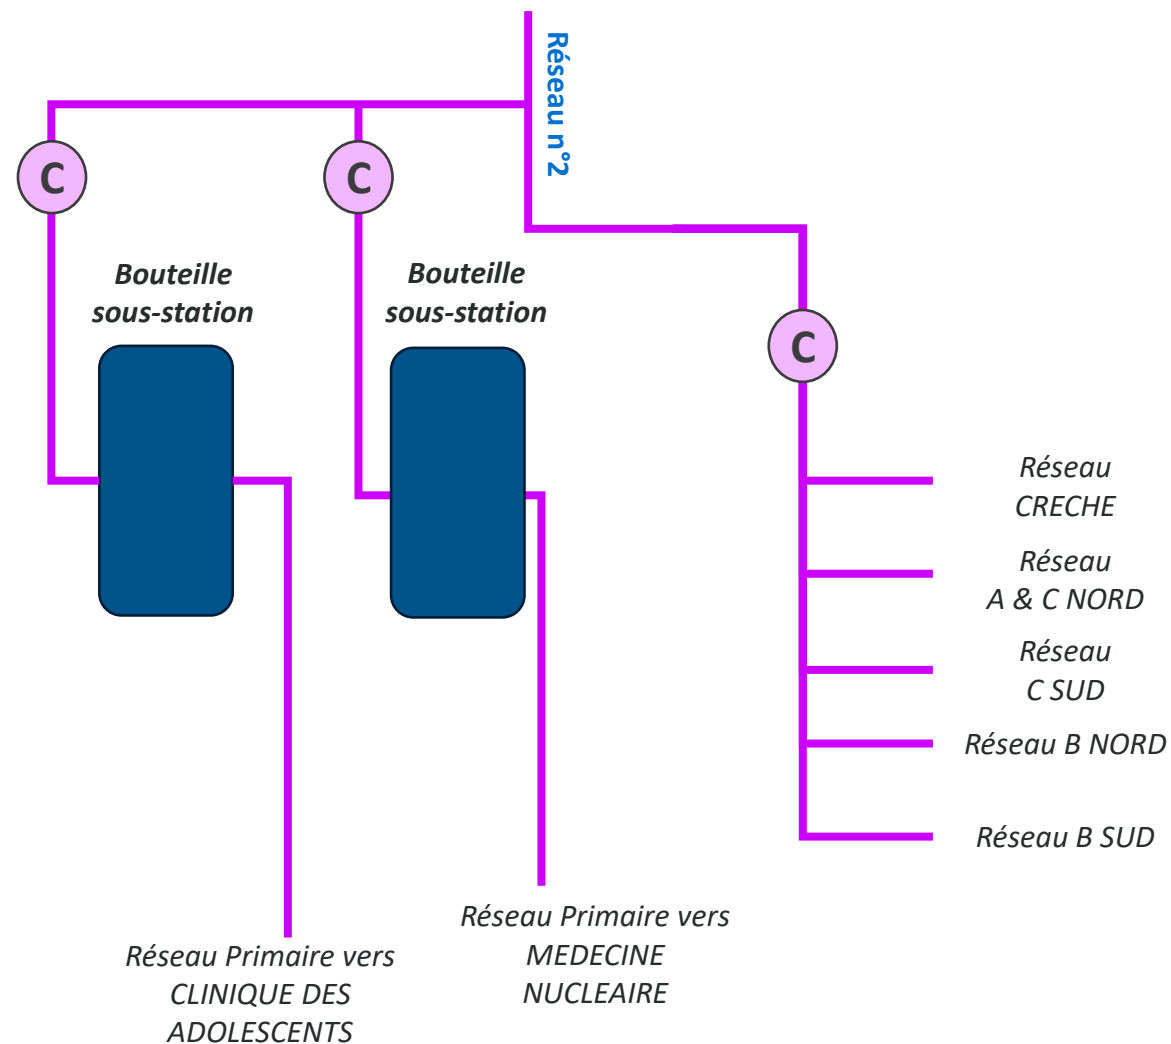 Réseau n°2
C
C
Bouteille
sous-station
Bouteille
sous-station
C
Réseau
CRECHE
Réseau
A & C NORD
Réseau
C SUD
Réseau B NORD
Réseau B SUD
Réseau Primaire vers
MEDECINE
NUCLEAIRE
Réseau Primaire vers
CLINIQUE DES
ADOLESCENTS